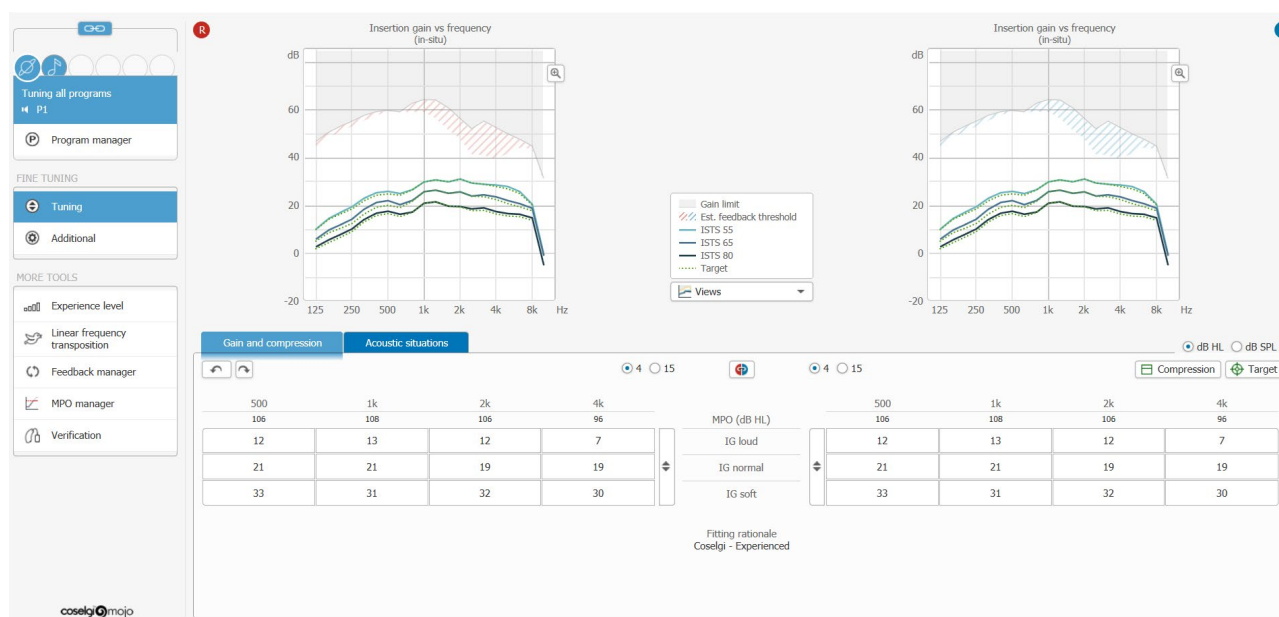 R
Insertion gain vs frequency
(in-situ)
dB
60
40
20
0
-20
125 250 500 1k 2k 4k 8k Hz
Insertion gain vs frequency
(in-situ)
dB
60
40
20
0
-20
125 250 500 1k 2k 4k 8k Hz
Gain limit
Est. feedback threshold
ISTS 55
ISTS 65
ISTS 80
Target
Views
Tuning all programs
P1
P Program manager
FINE TUNING
Tuning
Additional
MORE TOOLS
Experience level
Linear frequency
transposition
Feedback manager
MPO manager
Verification
coselgi mojo
Gain and compression Acoustic situations
dB HL dB SPL
4 15 4 15
Compression Target
500 1k 2k 4k 500 1k 2k 4k
106 108 106 96 MPO (dB HL) 106 108 106 96
12 13 12 7 IG loud 12 13 12 7
21 21 19 19 IG normal 21 21 19 19
33 31 32 30 IG soft 33 31 32 30
Fitting rationale
Coselgi - Experienced